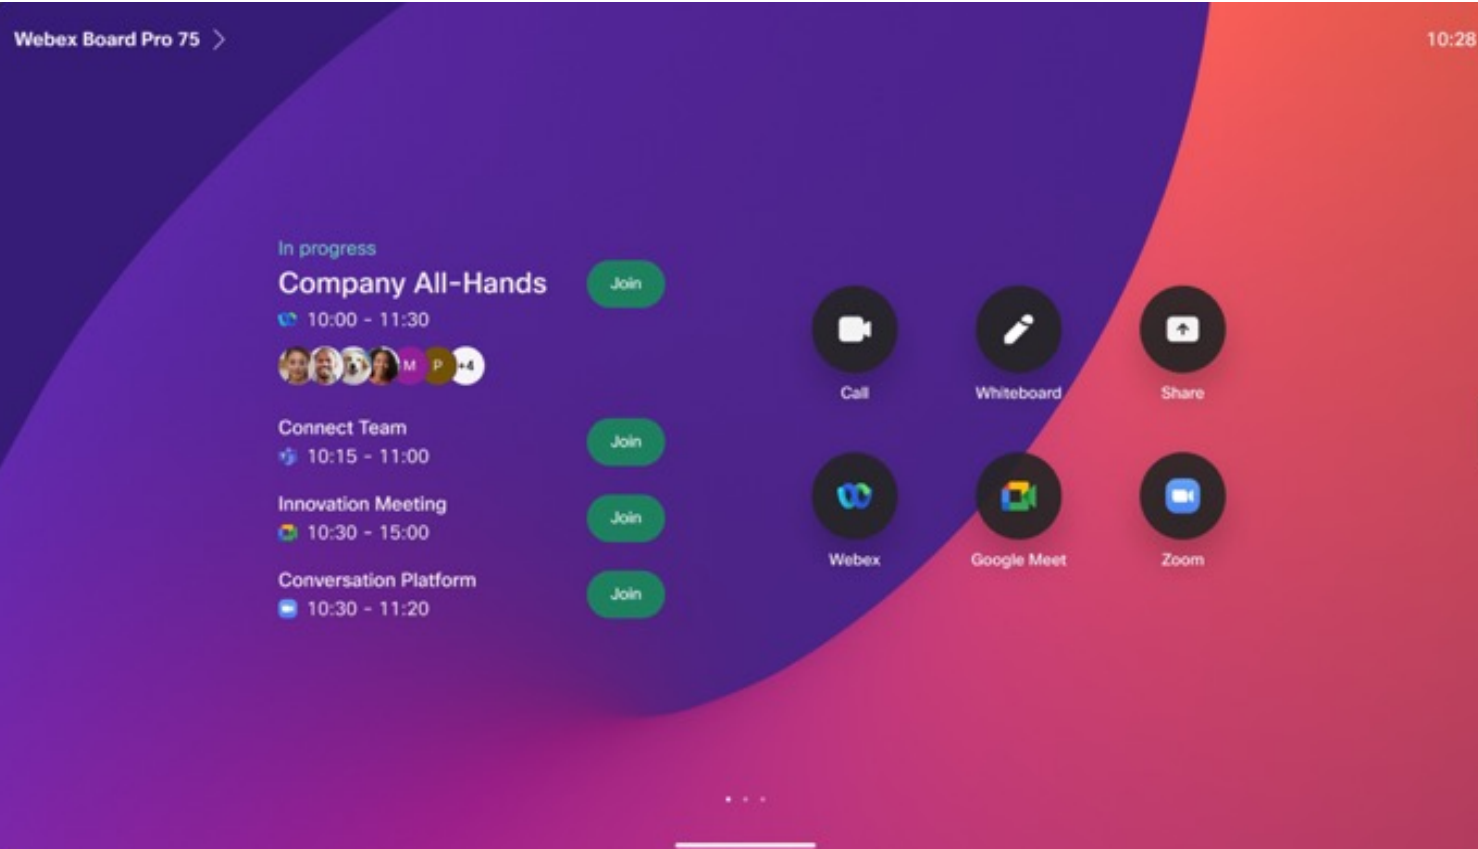 Webex Board Pro 75
10:28
In progress
Company All-Hands
Join
10:00 - 11:30
M P +4
Connect Team
Join
10:15 - 11:00
Innovation Meeting
Join
10:30 - 15:00
Conversation Platform
Join
10:30 - 11:20
Call
Whiteboard
Share
Webex
Google Meet
Zoom